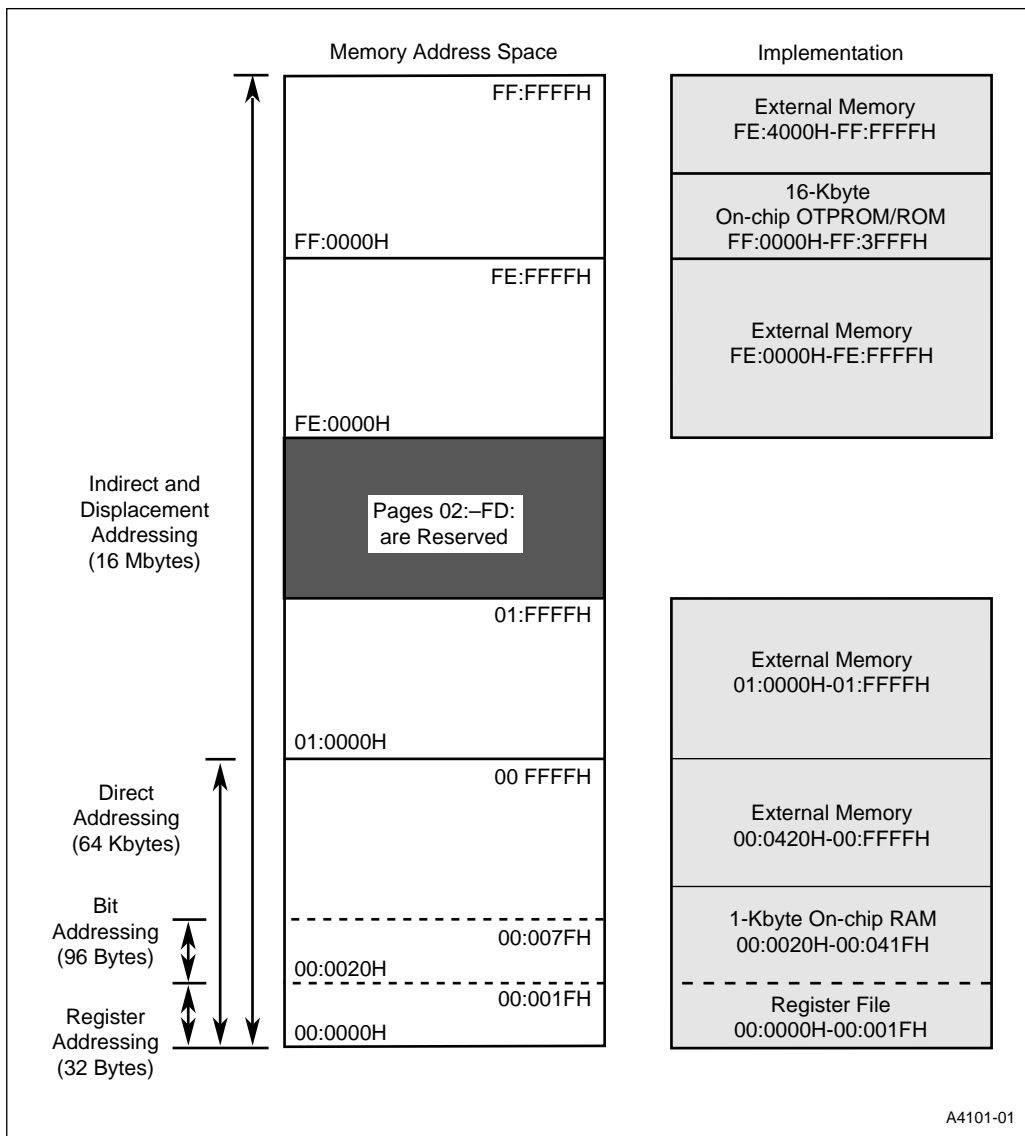 Memory Address Space
Implementation
FF:FFFFH
External Memory
FE:4000H-FF:FFFFH
16-Kbyte
On-chip OTPROM/ROM
FF:0000H-FF:3FFFH
FF:0000H
FE:FFFFH
External Memory
FE:0000H-FE:FFFFH
FE:0000H
Indirect and
Displacement
Addressing
(16 Mbytes)
Pages 02:–FD:
are Reserved
01:FFFFH
External Memory
01:0000H-01:FFFFH
01:0000H
00 FFFFH
Direct
Addressing
(64 Kbytes)
External Memory
00:0420H-00:FFFFH
Bit
Addressing
(96 Bytes)
00:007FH
00:0020H
1-Kbyte On-chip RAM
00:0020H-00:041FH
00:001FH
00:0000H
Register
Addressing
(32 Bytes)
Register File
00:0000H-00:001FH
A4101-01